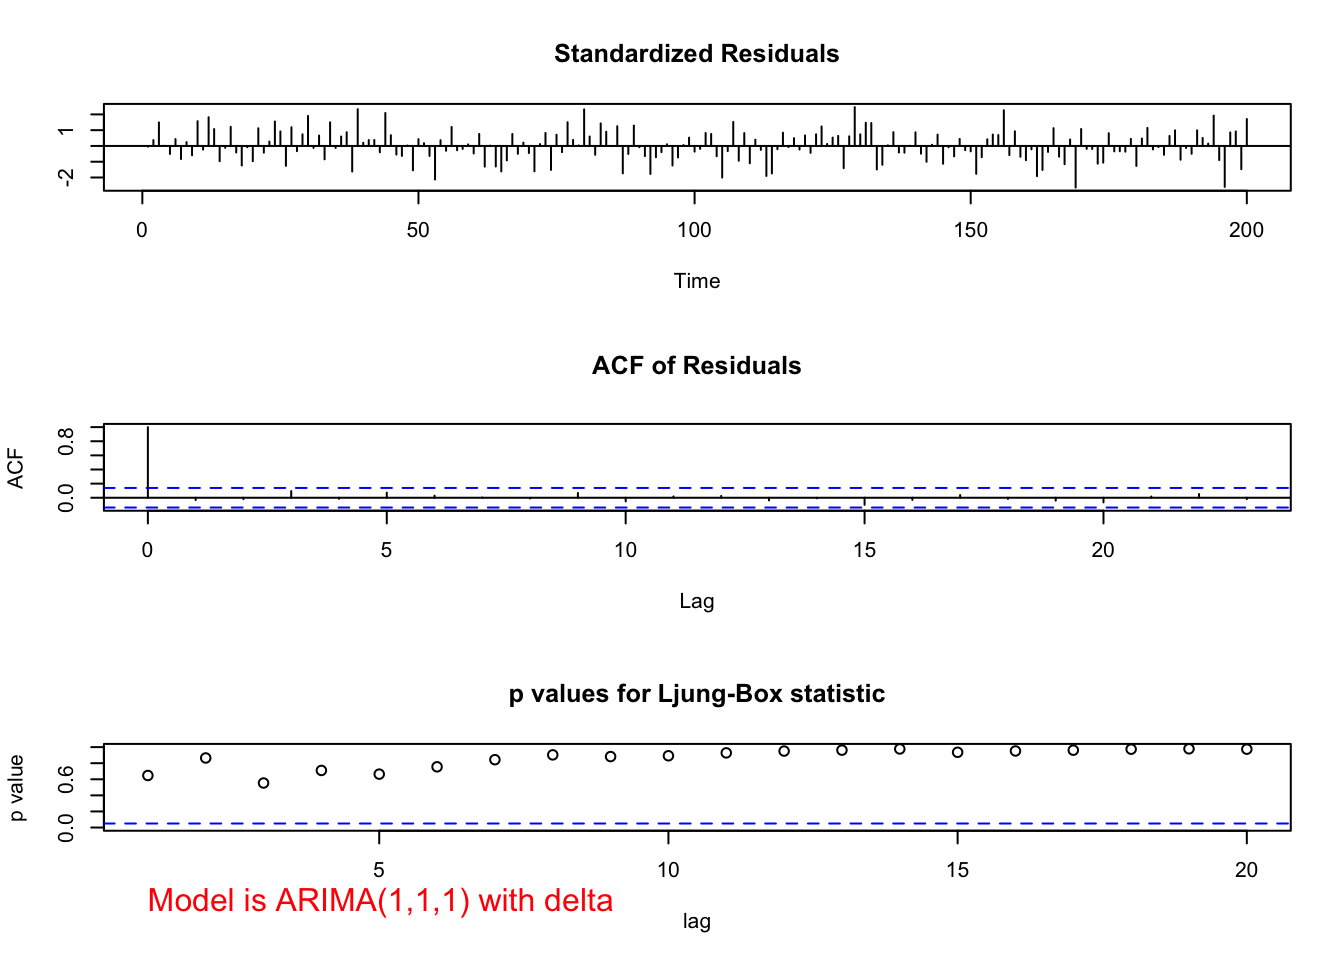 Standardized Residuals
1
-2
0 50 100 150 200
Time
ACF of Residuals
ACF
0.8
0.0
0 5 10 15 20
Lag
p values for Ljung-Box statistic
p value
0.6
0.0
5 10 15 20
Model is ARIMA(1,1,1) with delta
lag